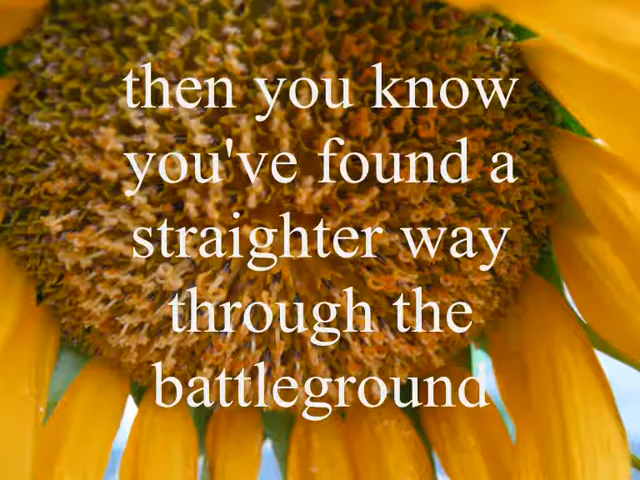 then you know
you've found a
straighter way
through the
battleground